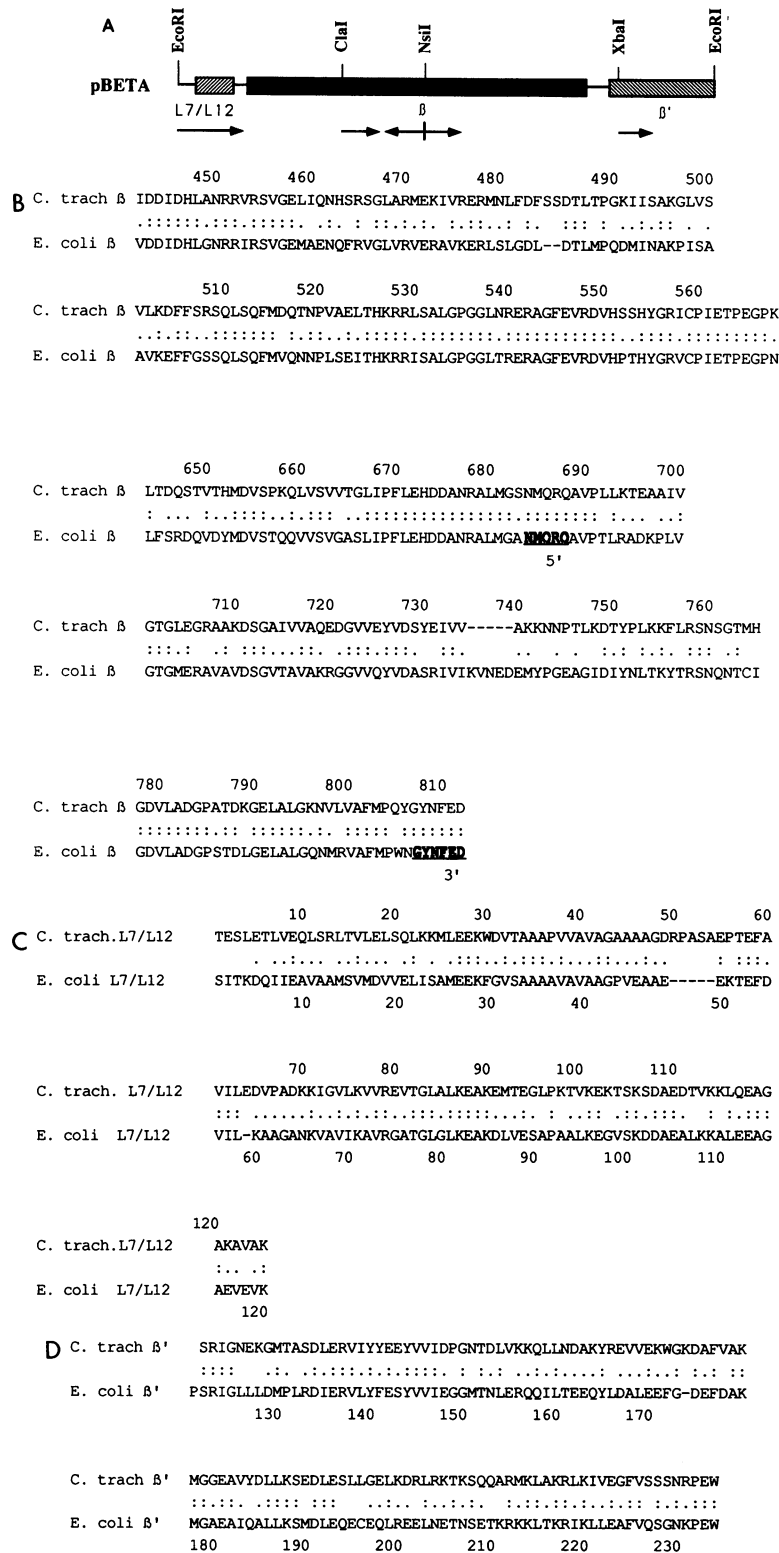 A
EcoRI ClaI NsiI XbaI EcoRI
pBETA
L7/L12 ß ß'
450 460 470 480 490 500
B C. trach ß IDDIDHLANRRVRSVGELIQNHSRSGLARMEKIVRERMNLFDFSSDTLTPGKIISAKGLVS
E. coli ß VDDIDHLGNRRIRSVGEMAENQFRVGLVRVERAVKERLSLGDL--DTLMPQDMINAKPISA
510 520 530 540 550 560
C. trach ß VLKDFFSRSQLSQFMDQTNPVAELTHKRRLSALGPGGLNRERAGFEVRDVHSSHYGRICPIETPEGPK
E. coli ß AVKEFFGSSQLSQFMVQNNPLSEITHKRRISALGPGGLTRERAGFEVRDVHPTHYGRVCPIETPEGPN
650 660 670 680 690 700
C. trach ß LTDQSTVTHMDVSPKQLVSVVTGLIPFLEHDDANRALMGSNMQRQAVPLLKTEAAIV
E. coli ß LFSRDQVDYMDVSTQQVVSVGASLIPFLEHDDANRALMGANMQRQAVPTLRADKPLV
5'
710 720 730 740 750 760
C. trach ß GTGLEGRAAKDSGAIVVAQEDGVVEYVDSYEIVV-----AKKNNPTLKDTYPLKKFLRSNSGTMH
E. coli ß GTGMERAVAVDSGVTAVAKRGGVVQYVDASRIVIKVNEDEMYPGEAGIDIYNLTKYTRSNQNTCI
780 790 800 810
C. trach ß GDVLADGPATDKGELALGKNVLVAFMPQYGYNFED
E. coli ß GDVLADGPSTDLGELALGQNMRVAFMPWNGYNFED
3'
10 20 30 40 50 60
C C. trach.L7/L12 TESLETLVEQLSRLTVLELSQLKKMLEEKWDVTAAAPVVAVAGAAAAGDRPASAEPTEFA
E. coli L7/L12 SITKDQIIEAVAAMSVMDVVELISAMEEKFGVSAAAAVAVAAGPVEAAE-----EKTEFD
10 20 30 40 50
70 80 90 100 110
C. trach. L7/L12 VILEDVPADKKIGVLKVVREVTGLALKEAKEMTEGLPKTVKEKTSKSDAEDTVKKLQEAG
E. coli L7/L12 VIL-KAAGANKVAVIKAVRGATGLGLKEAKDLVESAPAALKEGVSKDDAEALKKALEEAG
60 70 80 90 100 110
120
C. trach.L7/L12 AKAVAK
E. coli L7/L12 AEVEVK
120
D C. trach ß' SRIGNEKGMTASDLERVIYYEEYVVIDPGNTDLVKKQLLNDAKYREVVEKWGKDAFVAK
E. coli ß' PSRIGLLLDMPLRDIERVLYFESYVVIEGGMTNLERQQILTEEQYLDALEEFG-DEFDAK
130 140 150 160 170
C. trach ß' MGGEAVYDLLKSEDLESLLGELKDRLRKTKSQQARMKLAKRLKIVEGFVSSSNRPEW
E. coli ß' MGAEAIQALLKSMDLEQECEQLREELNETNSETKRKKLTKRIKLLEAFVQSGNKPEW
180 190 200 210 220 230